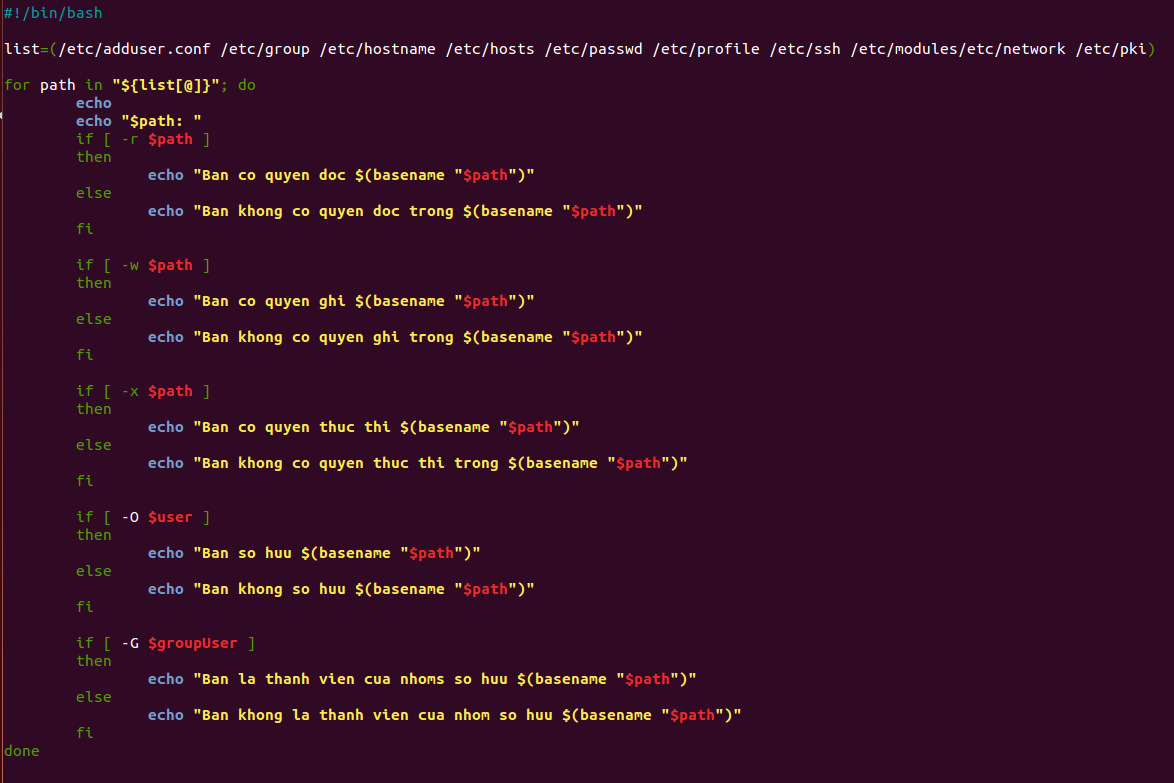 #!/bin/bash
list=(/etc/adduser.conf /etc/group /etc/hostname /etc/hosts /etc/passwd /etc/profile /etc/ssh /etc/modules/etc/network /etc/pki)
for path in "${list[@]}"; do
echo
echo "$path: "
if [ -r $path ]
then
echo "Ban co quyen doc $(basename "$path")"
else
echo "Ban khong co quyen doc trong $(basename "$path")"
fi
if [ -w $path ]
then
echo "Ban co quyen ghi $(basename "$path")"
else
echo "Ban khong co quyen ghi trong $(basename "$path")"
fi
if [ -x $path ]
then
echo "Ban co quyen thuc thi $(basename "$path")"
else
echo "Ban khong co quyen thuc thi trong $(basename "$path")"
fi
if [ -O $user ]
then
echo "Ban so huu $(basename "$path")"
else
echo "Ban khong so huu $(basename "$path")"
fi
if [ -G $groupUser ]
then
echo "Ban la thanh vien cua nhoms so huu $(basename "$path")"
else
echo "Ban khong la thanh vien cua nhom so huu $(basename "$path")"
fi
done